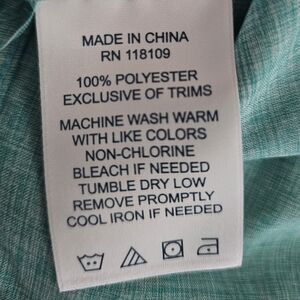 MADE IN CHINA
RN 118109
100% POLYESTER
EXCLUSIVE OF TRIMS
MACHINE WASH WARM
WITH LIKE COLORS
NON-CHLORINE
BLEACH IF NEEDED
TUMBLE DRY LOW
REMOVE PROMPTLY
COOL IRON IF NEEDED